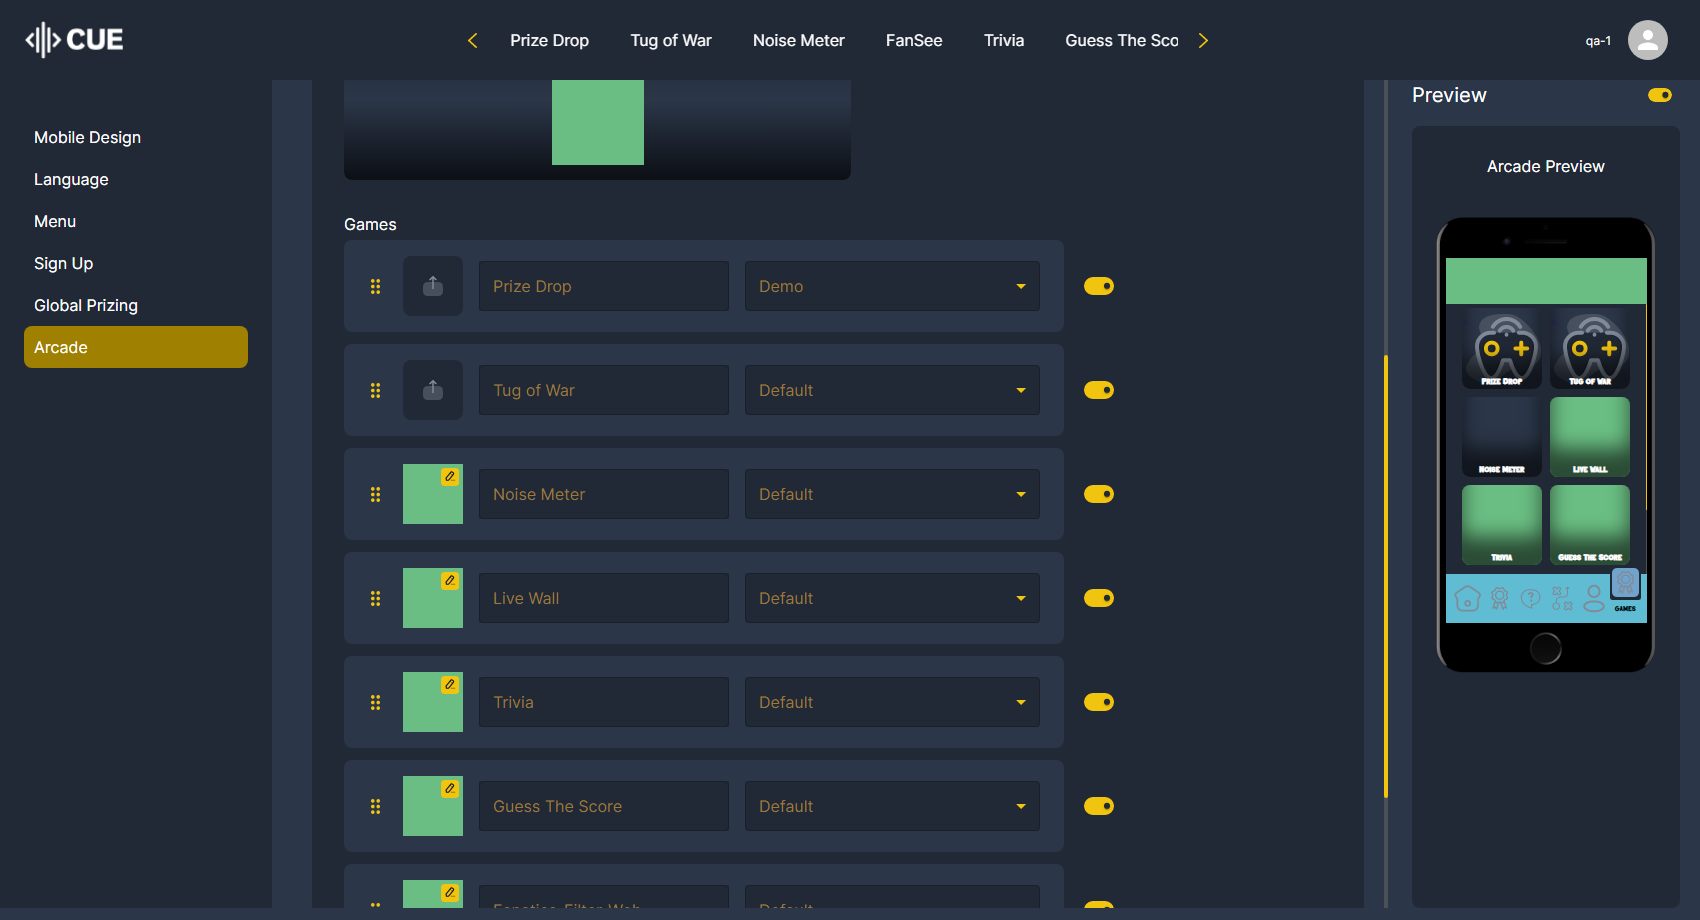 CUE
Prize Drop
Tug of War
Noise Meter
FanSee
Trivia
Guess The Sco
qa-1
Mobile Design
Language
Menu
Sign Up
Global Prizing
Arcade
Games
Prize Drop
Demo
Tug of War
Default
Noise Meter
Default
Live Wall
Default
Trivia
Default
Guess The Score
Default
Default
Preview
Arcade Preview
PRIZE DROP
TUG OF WAR
NOISE METER
LIVE WALL
TRIVIA
GUESS THE SCORE
GAMES